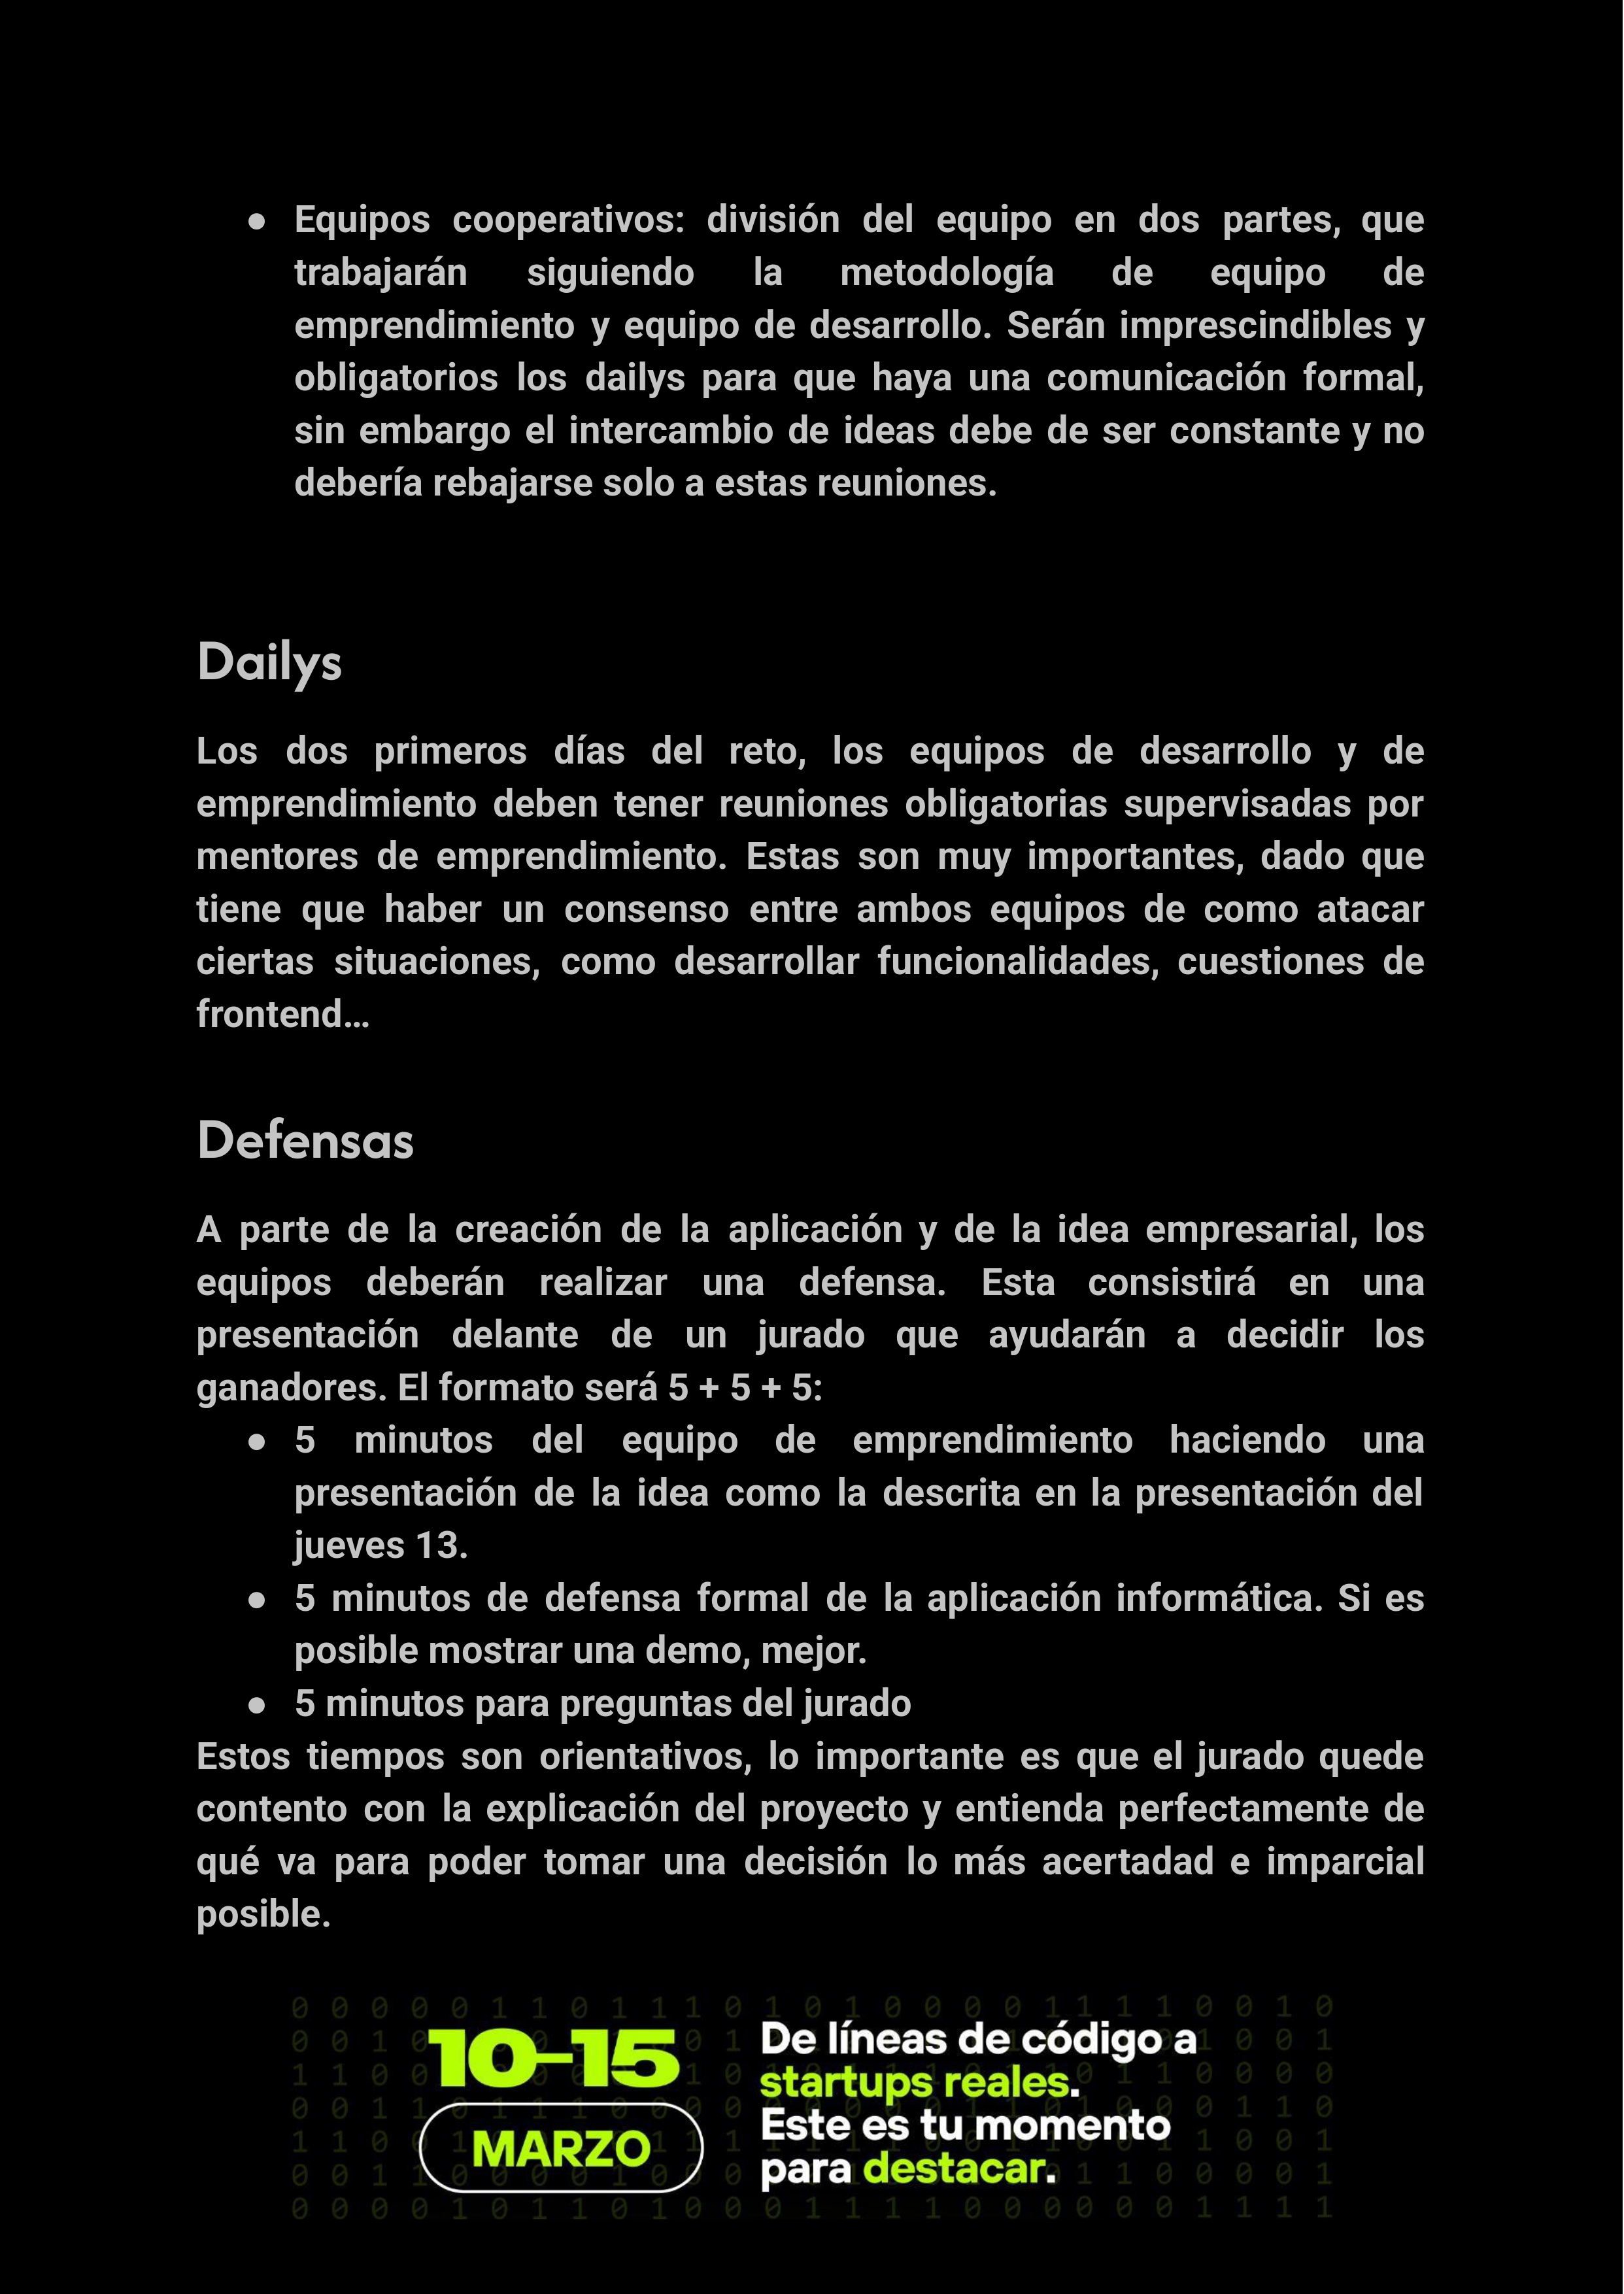 ● Equipos cooperativos: división del equipo en dos partes, que
trabajarán siguiendo la metodología de equipo de
emprendimiento y equipo de desarrollo. Serán imprescindibles y
obligatorios los dailys para que haya una comunicación formal,
sin embargo el intercambio de ideas debe de ser constante y no
debería rebajarse solo a estas reuniones.
Dailys
Los dos primeros días del reto, los equipos de desarrollo y de
emprendimiento deben tener reuniones obligatorias supervisadas por
mentores de emprendimiento. Estas son muy importantes, dado que
tiene que haber un consenso entre ambos equipos de como atacar
ciertas situaciones, como desarrollar funcionalidades, cuestiones de
frontend…
Defensas
A parte de la creación de la aplicación y de la idea empresarial, los
equipos deberán realizar una defensa. Esta consistirá en una
presentación delante de un jurado que ayudarán a decidir los
ganadores. El formato será 5 + 5 + 5:
● 5 minutos del equipo de emprendimiento haciendo una
presentación de la idea como la descrita en la presentación del
jueves 13.
● 5 minutos de defensa formal de la aplicación informática. Si es
posible mostrar una demo, mejor.
● 5 minutos para preguntas del jurado
Estos tiempos son orientativos, lo importante es que el jurado quede
contento con la explicación del proyecto y entienda perfectamente de
qué va para poder tomar una decisión lo más acertadad e imparcial
posible.
10–15
MARZO
De líneas de código a
startups reales.
Este es tu momento
para destacar.